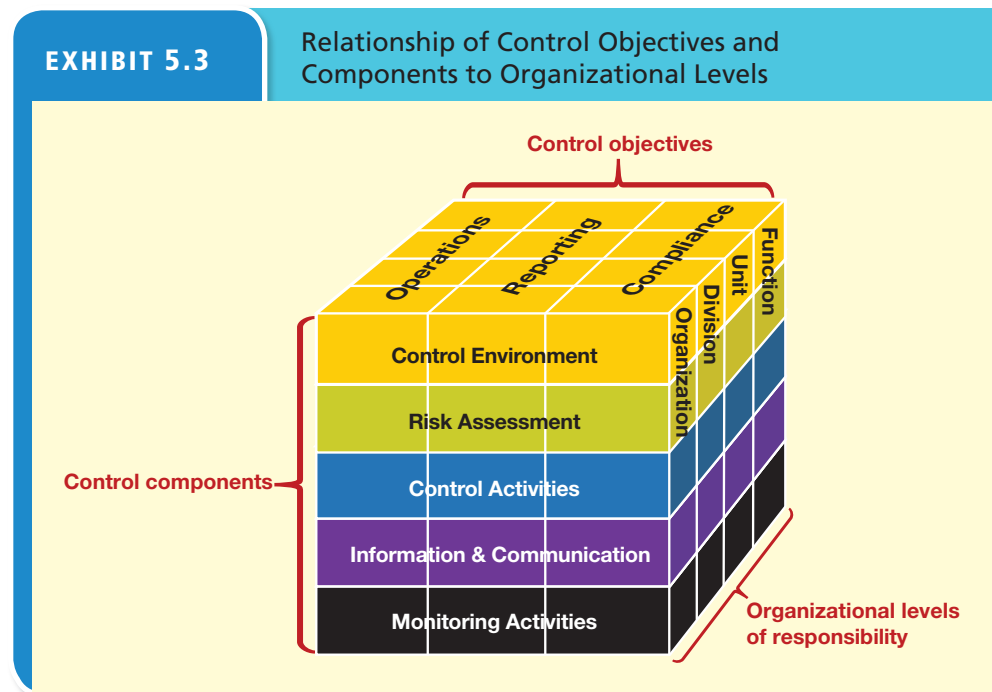 EXHIBIT 5.3
Relationship of Control Objectives and
Components to Organizational Levels
Control objectives
Operations
Reporting
Compliance
Function
Unit
Division
Organization
Control Environment
Risk Assessment
Control components
Control Activities
Information & Communication
Monitoring Activities
Organizational levels
of responsibility